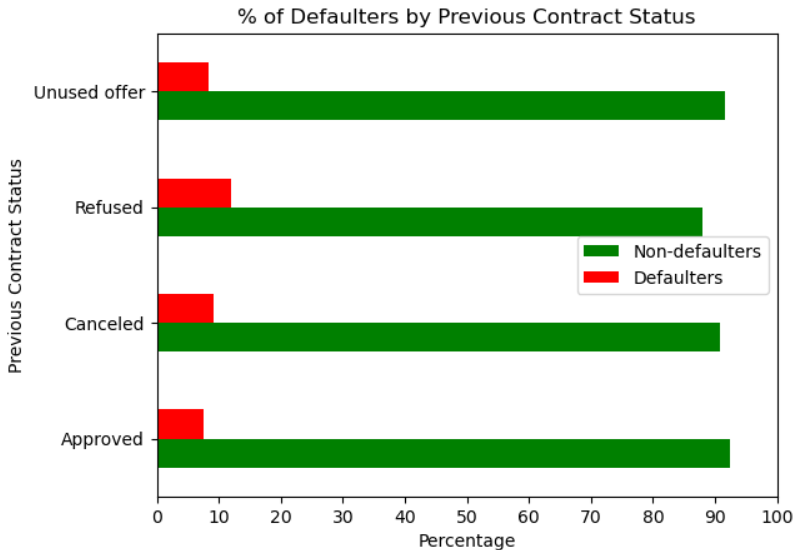 % of Defaulters by Previous Contract Status
Previous Contract Status
Unused offer
Refused
Canceled
Approved
Non-defaulters
Defaulters
0 10 20 30 40 50 60 70 80 90 100
Percentage